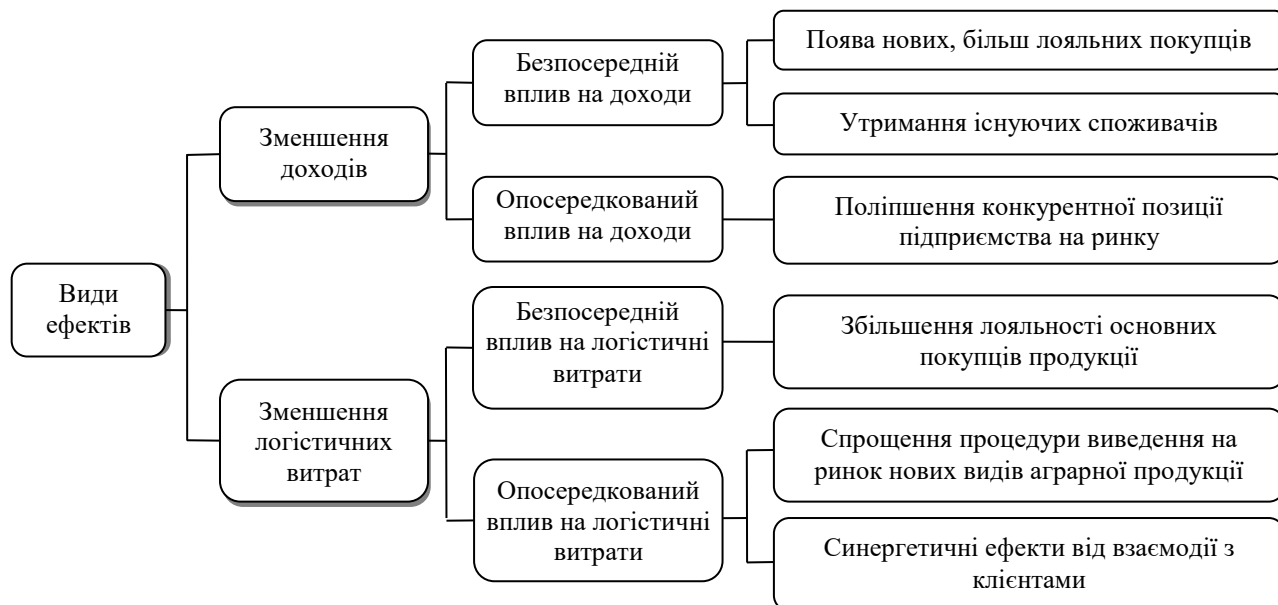 Види
ефектів
Зменшення
доходів
Безпосередній
вплив на доходи
Поява нових, більш лояльних покупців
Утримання існуючих споживачів
Опосередкований
вплив на доходи
Поліпшення конкурентної позиції
підприємства на ринку
Зменшення
логістичних
витрат
Безпосередній
вплив на логістичні
витрати
Збільшення лояльності основних
покупців продукції
Опосередкований
вплив на логістичні
витрати
Спрощення процедури виведення на
ринок нових видів аграрної продукції
Синергетичні ефекти від взаємодії з
клієнтами